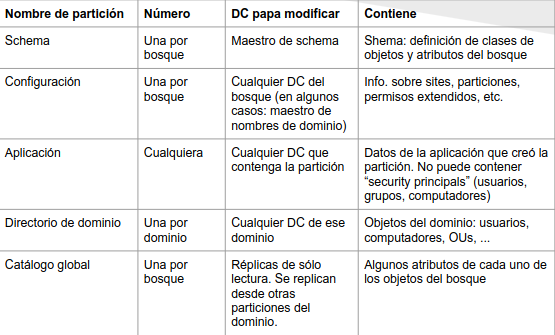 Nombre de partición Número DC papa modificar Contiene
Schema Una por Maestro de schema Shema: definición de clases de
bosque objetos y atributos del bosque
Configuración Una por Cualquier DC del Info. sobre sites, particiones,
bosque bosque (en algunos permisos extendidos, etc.
casos: maestro de
nombres de dominio)
Aplicación Cualquiera Cualquier DC que Datos de la aplicación que creó la
contenga la partición partición. No puede contener
“security principals” (usuarios,
grupos, computadores)
Directorio de dominio Una por Cualquier DC de ese Objetos del dominio: usuarios,
dominio dominio computadores, OUs, ...
Catálogo global Una por Réplicas de sólo Algunos atributos de cada uno de
bosque lectura. Se replican los objetos del bosque
desde otras
particiones del
dominio.